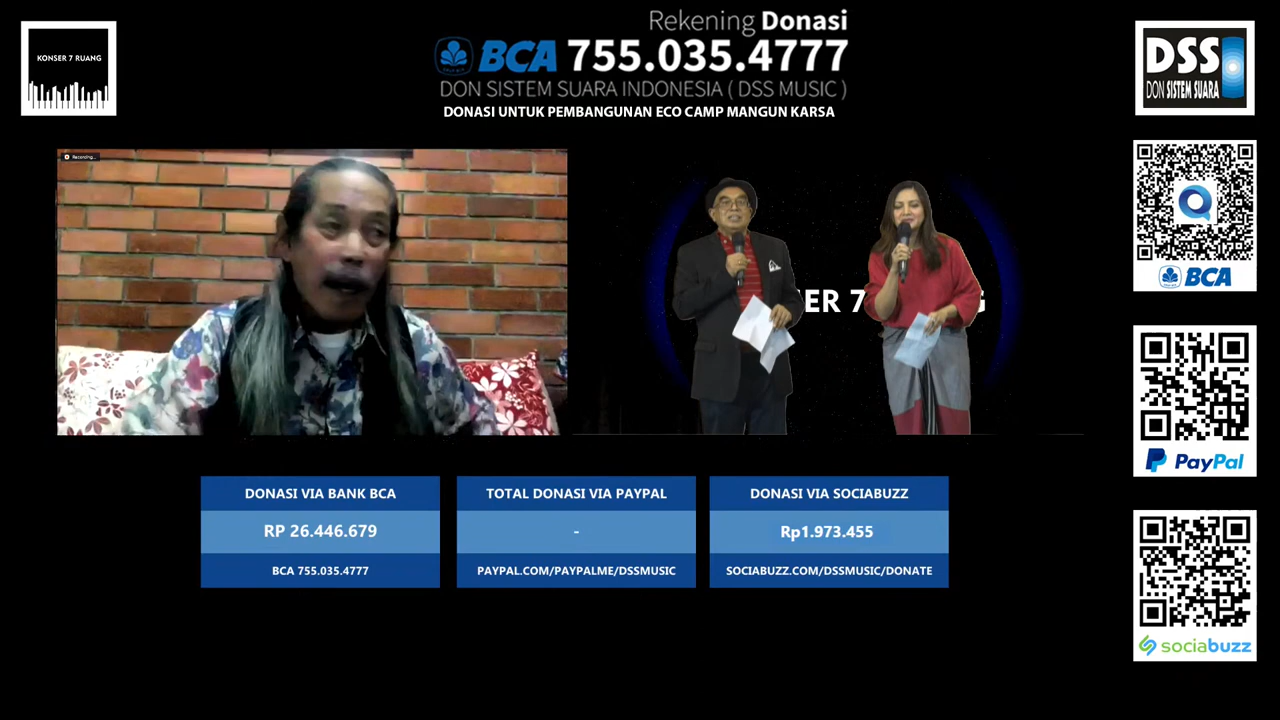 KONSER 7 RUANG
Rekening Donasi
BCA 755.035.4777
DON SISTEM SUARA INDONESIA ( DSS MUSIC )
DONASI UNTUK PEMBANGUNAN ECO CAMP MANGUN KARSA
DSS
DON SISTEM SUARA
Recording...
SER 7
G
BCA
PayPal
sociabuzz
DONASI VIA BANK BCA
RP 26.446.679
BCA 755.035.4777
TOTAL DONASI VIA PAYPAL
-
PAYPAL.COM/PAYPALME/DSSMUSIC
DONASI VIA SOCIABUZZ
Rp1.973.455
SOCIABUZZ.COM/DSSMUSIC/DONATE